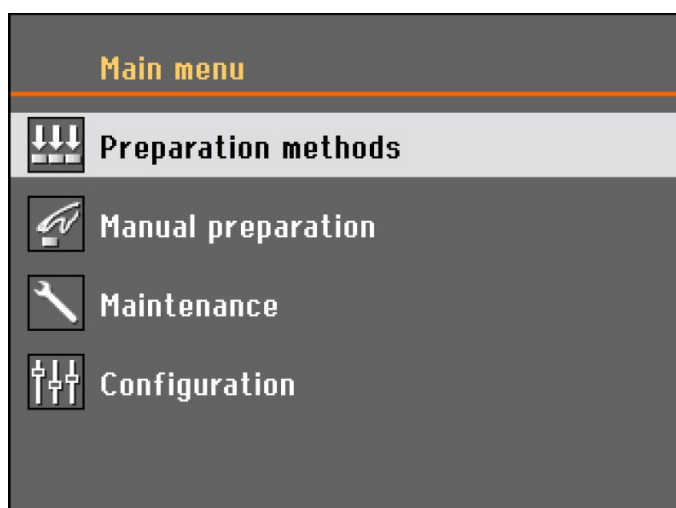 Main menu
Preparation methods
Manual preparation
Maintenance
Configuration